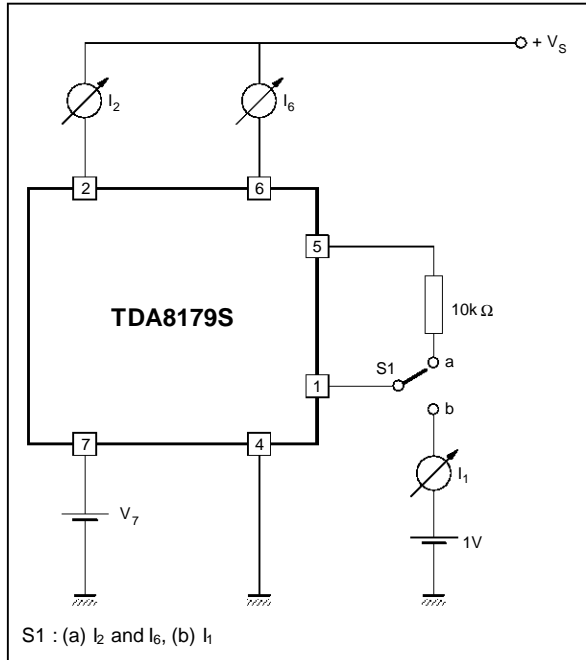 + V_S
I_2
I_6
2
6
5
TDA8179S
10k Ω
S1
a
1
b
7
4
I_1
V_7
1V
S1 : (a) I_2 and I_6, (b) I_1